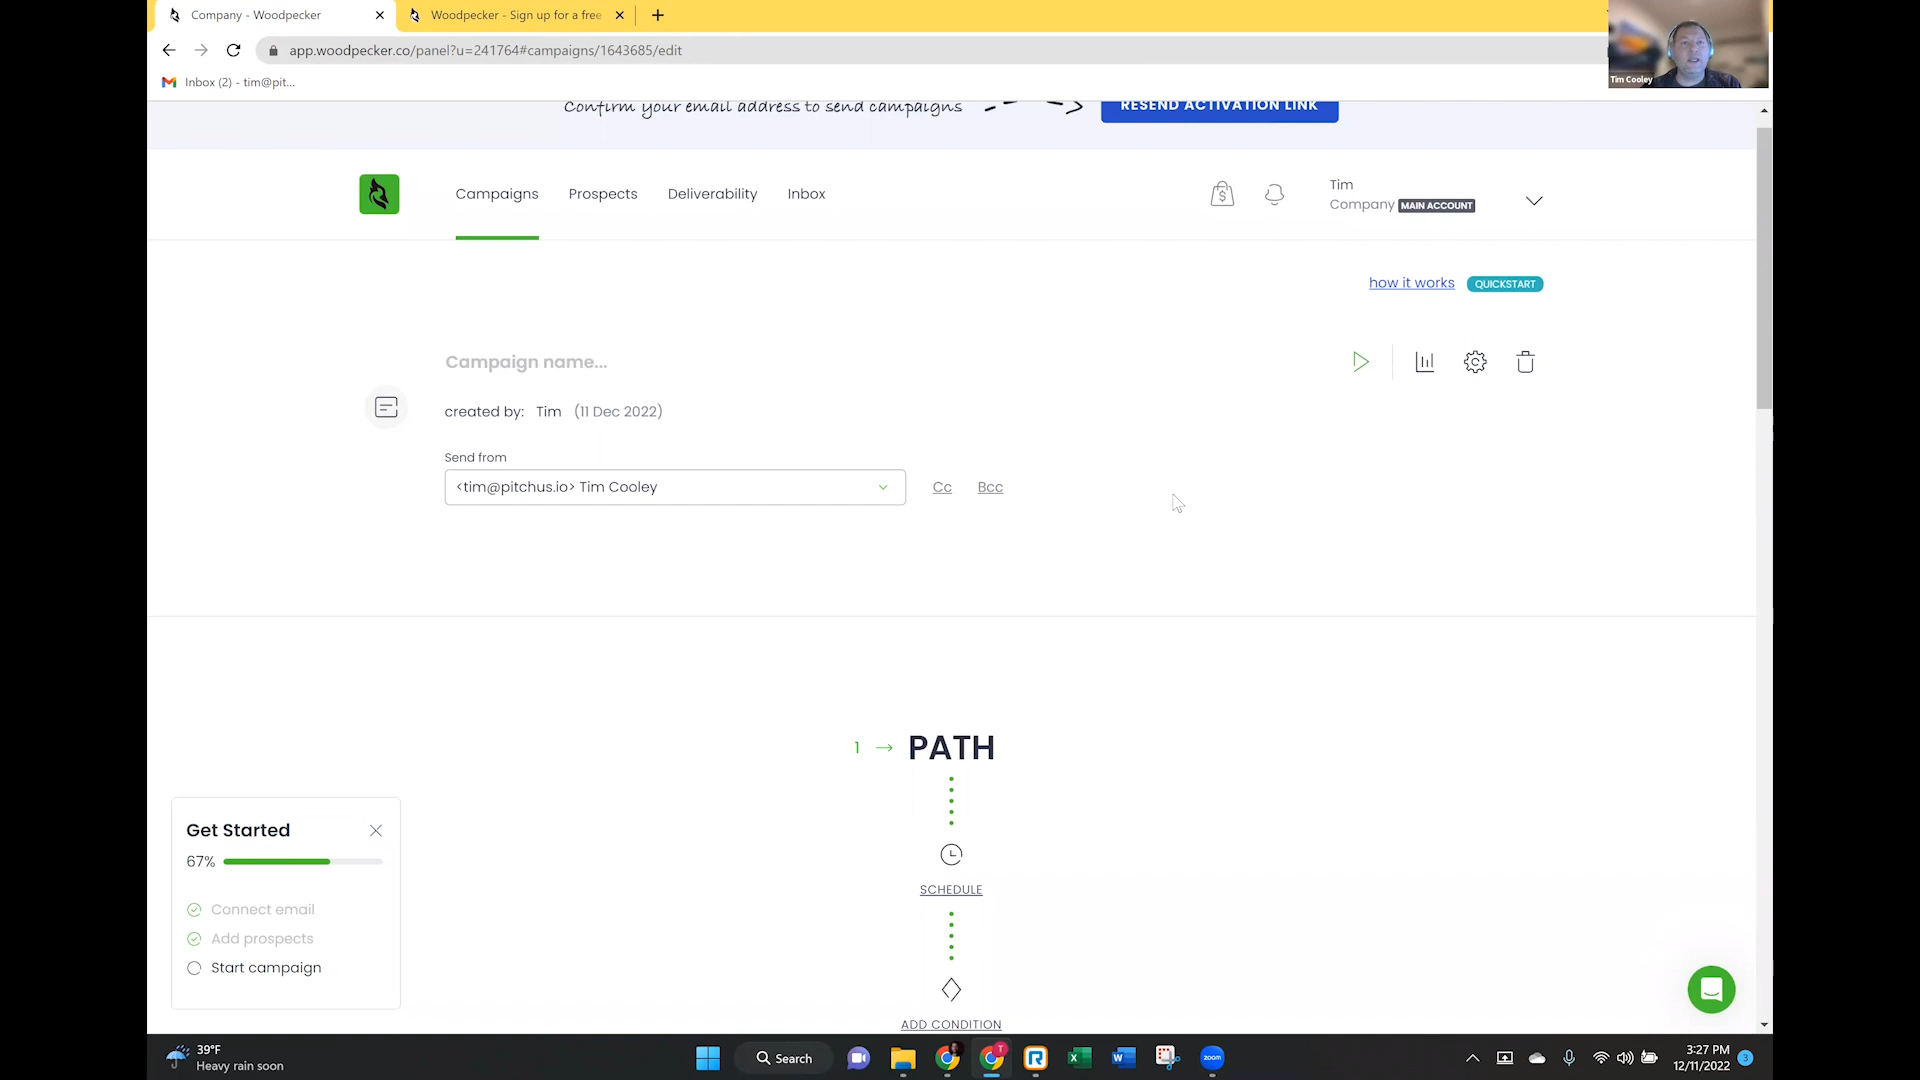 Company - Woodpecker
Woodpecker - Sign up for a free
app.woodpecker.co/panel?u=241764#campaigns/1643685/edit
Inbox (2) - tim@pit...
Tim Cooley
Confirm your email address to send campaigns
RESEND ACTIVATION LINK
Campaigns
Prospects
Deliverability
Inbox
Tim
Company MAIN ACCOUNT
how it works
QUICKSTART
Campaign name...
created by: Tim (11 Dec 2022)
Send from
<tim@pitchus.io> Tim Cooley
Cc
Bcc
1 → PATH
SCHEDULE
ADD CONDITION
Get Started
67%
Connect email
Add prospects
Start campaign
39°F
Heavy rain soon
Search
zoom
3:27 PM
12/11/2022
3